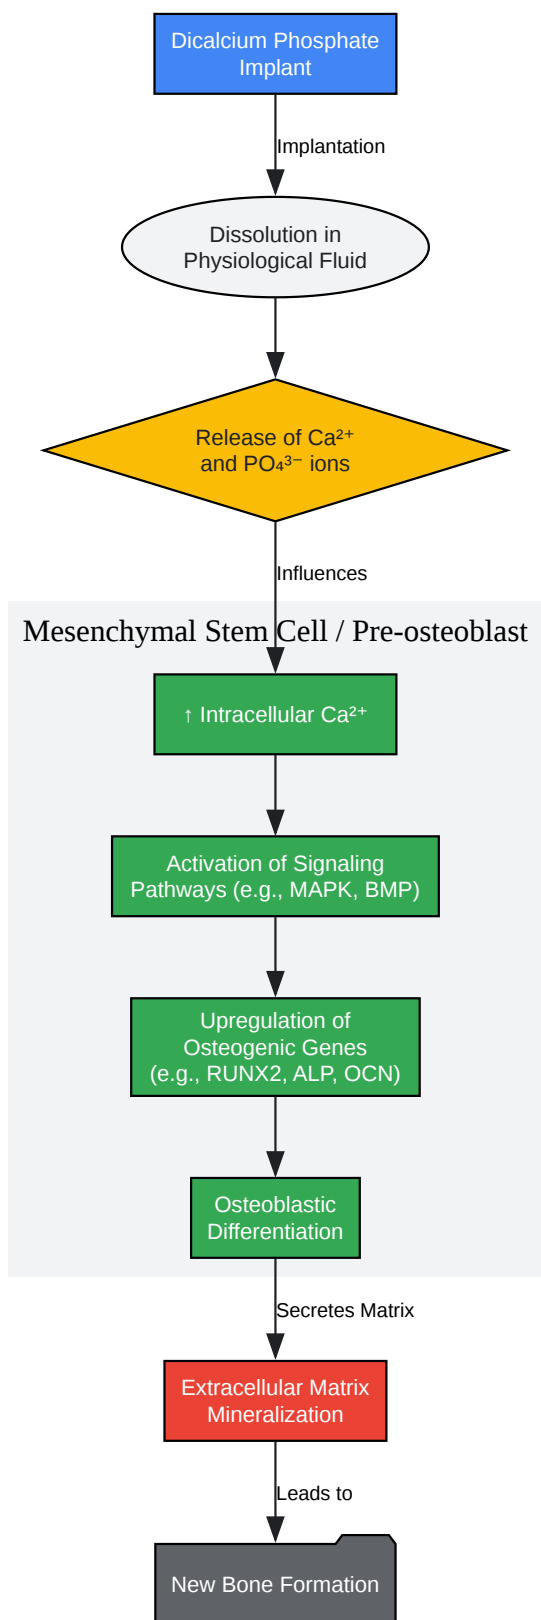 Dicalcium Phosphate
Implant
Implantation
Dissolution in
Physiological Fluid
Release of Ca²⁺
and PO₄³⁻ ions
Influences
Mesenchymal Stem Cell / Pre-osteoblast
↑ Intracellular Ca²⁺
Activation of Signaling
Pathways (e.g., MAPK, BMP)
Upregulation of
Osteogenic Genes
(e.g., RUNX2, ALP, OCN)
Osteoblastic
Differentiation
Secretes Matrix
Extracellular Matrix
Mineralization
Leads to
New Bone Formation